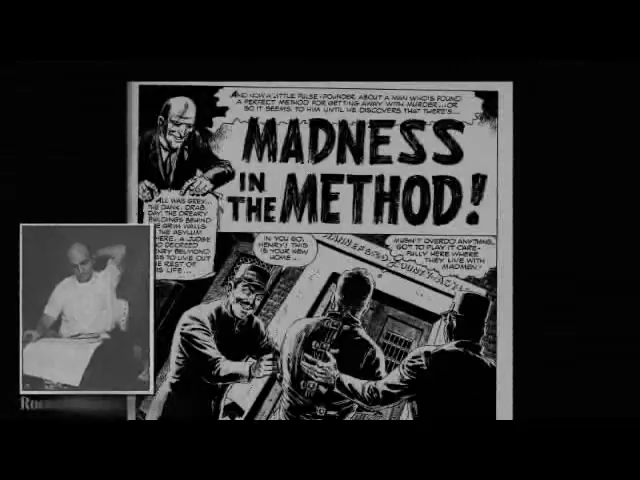 AND NOW A LITTLE PULSE-POUNDER ABOUT A MAN WHO'S FOUND
A PERFECT METHOD FOR GETTING AWAY WITH MURDER...OR
SO IT SEEMS TO HIM UNTIL HE DISCOVERS THAT THERE'S...
MADNESS
IN
THE METHOD!
ALL WAS GREY..
THE DANK, DRAB
DAY, THE DREARY
BUILDINGS BEHIND
THE GRIM WALLS
THE ASYLUM
HERE, A JUDGE
D DECREED
BELMOND
S TO LIVE OUT
E REST OF
IS LIFE...
IN YOU GO,
HENRY! THIS
IS YOUR NEW
HOME..
MUSN'T OVERDO ANYTHING.
GOT TO PLAY IT CARE-
FULLY HERE WHERE
THEY LIVE WITH
MADMEN!
COUNTY